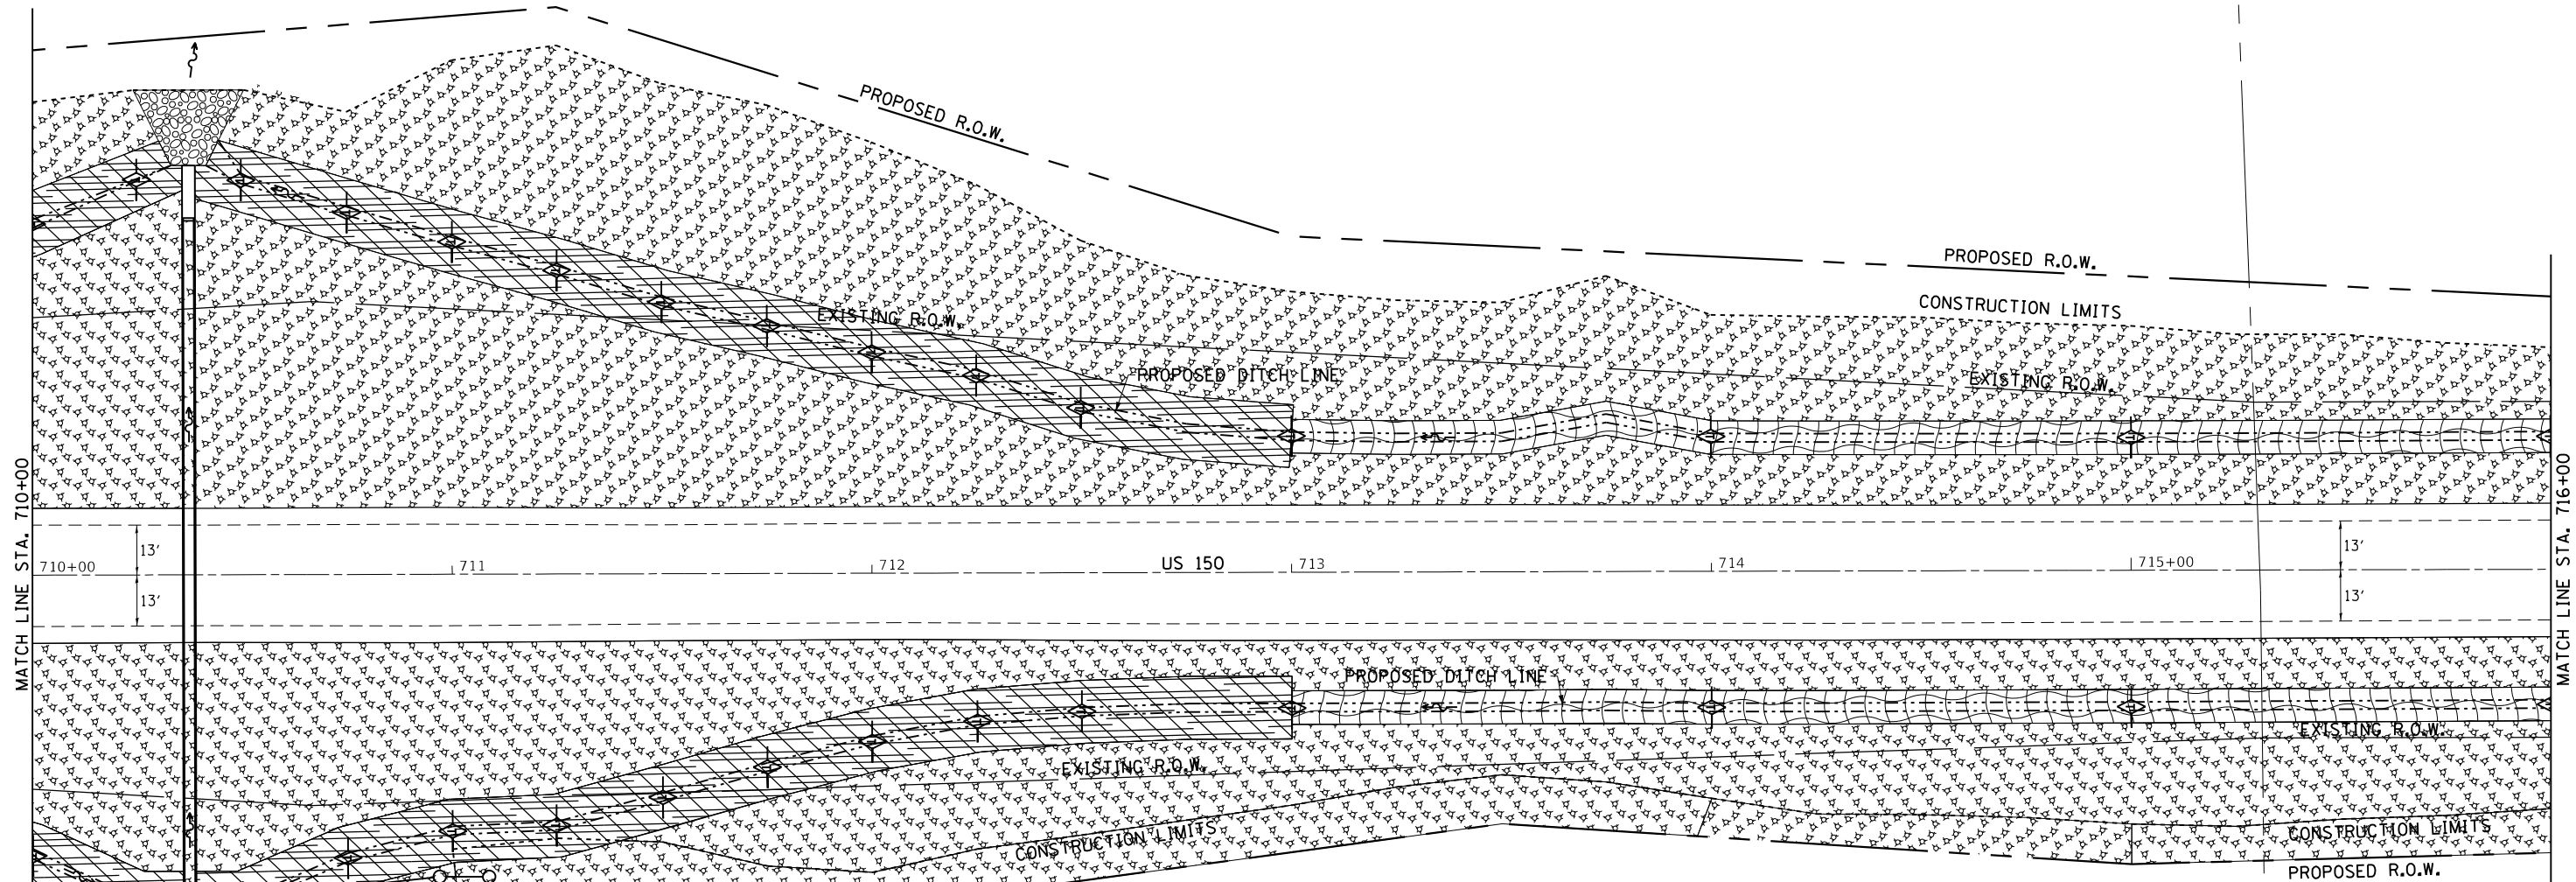 PROPOSED R.O.W.
PROPOSED R.O.W.
CONSTRUCTION LIMITS
EXISTING R.O.W.
PROPOSED DITCH LINE
EXISTING R.O.W.
MATCH LINE STA. 710+00
MATCH LINE STA. 716+00
13'
13'
710+00
711
712
US 150
713
714
715+00
13'
13'
PROPOSED DITCH LINE
EXISTING R.O.W.
EXISTING R.O.W.
CONSTRUCTION LIMITS
CONSTRUCTION LIMITS
PROPOSED R.O.W.